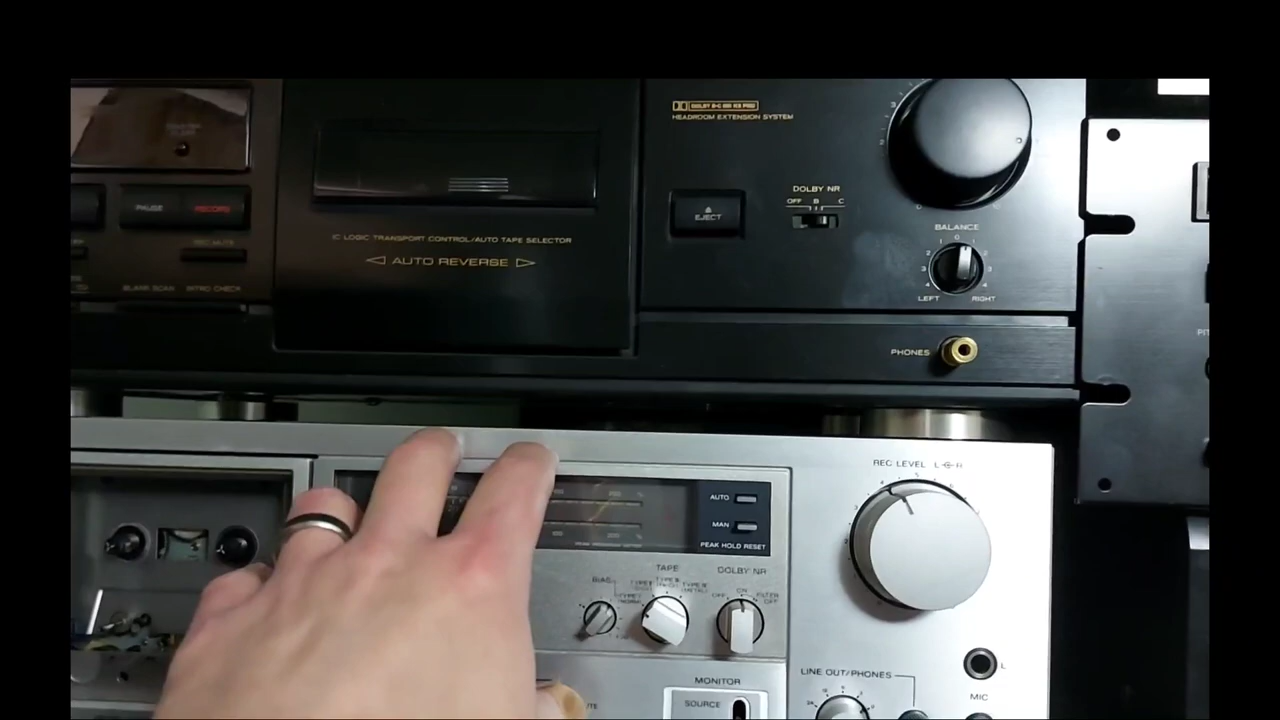 HEADROOM EXTENSION SYSTEM
DOLBY NR
OFF B C
EJECT
PAUSE
RECORD
REC MUTE
BLANK SCAN
INTRO CHECK
IC LOGIC TRANSPORT CONTROL/AUTO TAPE SELECTOR
AUTO REVERSE
BALANCE
LEFT
RIGHT
PHONES
REC LEVEL L R
AUTO
MAN
PEAK HOLD RESET
BIAS
TAPE
DOLBY NR
OFF
ON
FILTER OFF
LINE OUT/PHONES
L
MIC
MONITOR
SOURCE